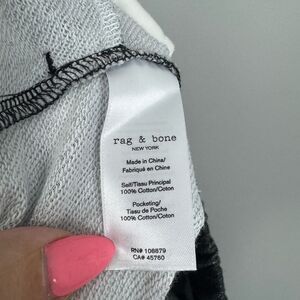 rag & bone
NEW YORK
Made in China/
Fabriqué en Chine
Self/Tissu Principal
100% Cotton/Coton
Pocketing/
Tissu de Poche
100% Cotton/Coton
RN# 108879
CA# 45760